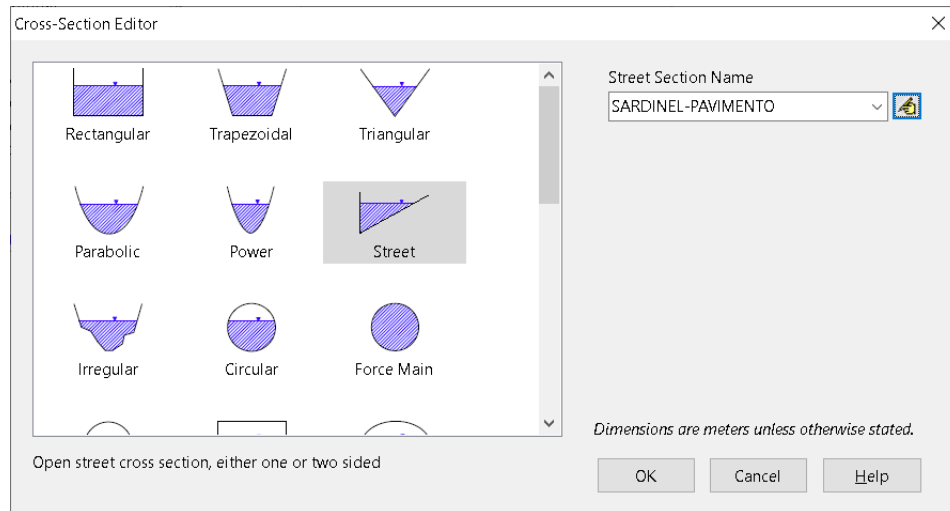 Cross-Section Editor
Rectangular
Trapezoidal
Triangular
Parabolic
Power
Street
Irregular
Circular
Force Main
Open street cross section, either one or two sided
Street Section Name
SARDINEL-PAVIMENTO
Dimensions are meters unless otherwise stated.
OK
Cancel
Help